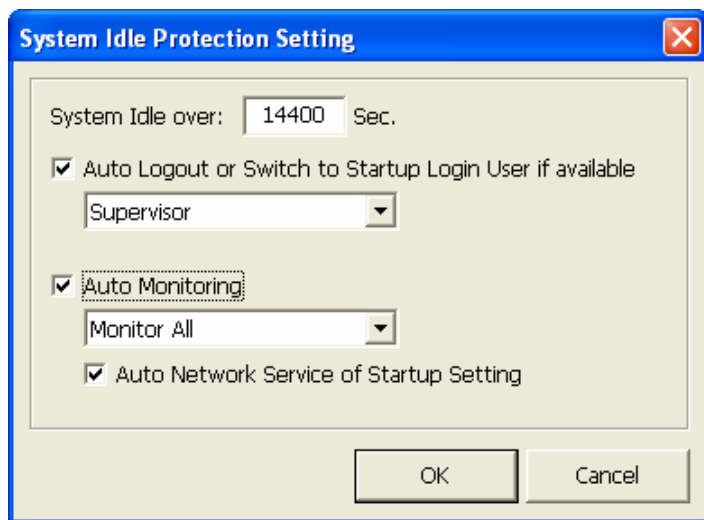 System Idle Protection Setting
System Idle over: 14400 Sec.
Auto Logout or Switch to Startup Login User if available
Supervisor
Auto Monitoring
Monitor All
Auto Network Service of Startup Setting
OK Cancel